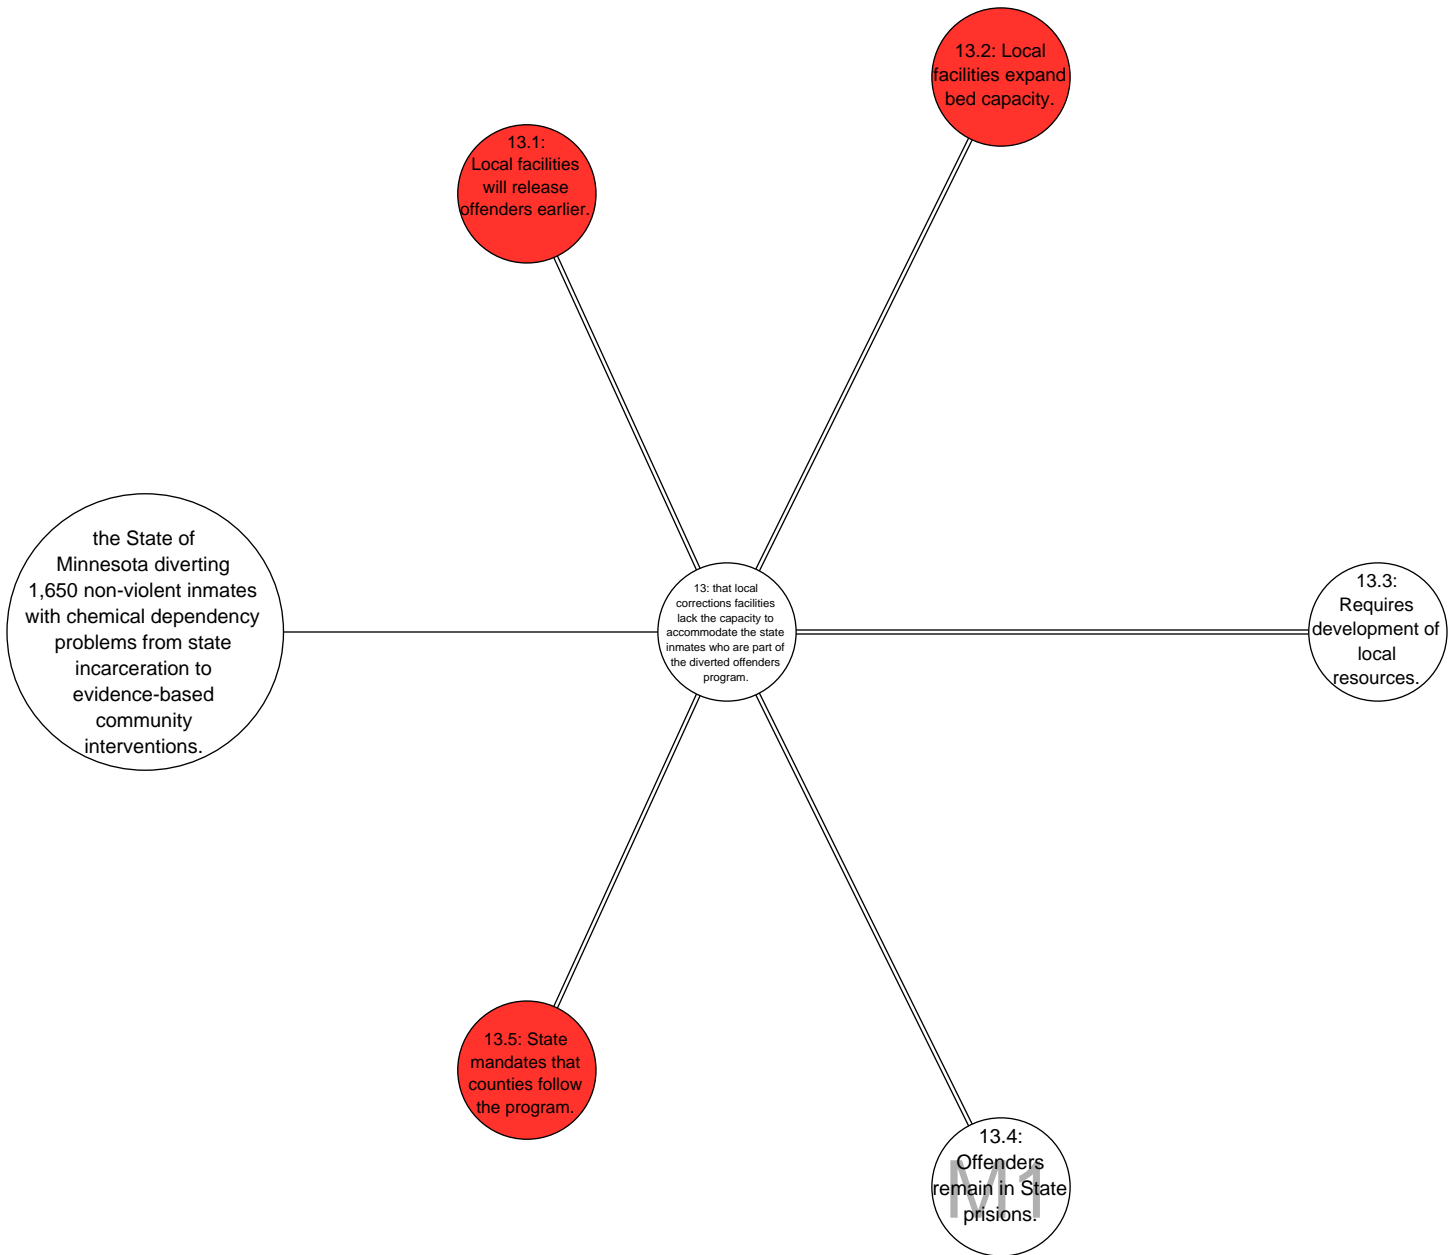 13.2: Local
facilities expand
bed capacity.
13.1:
Local facilities
will release
offenders earlier.
the State of
Minnesota diverting
1,650 non-violent inmates
with chemical dependency
problems from state
incarceration to
evidence-based
community
interventions.
13: that local
corrections facilities
lack the capacity to
accommodate the state
inmates who are part of
the diverted offenders
program.
13.3:
Requires
development of
local
resources.
13.5: State
mandates that
counties follow
the program.
13.4:
Offenders
remain in State
prisions.
M1